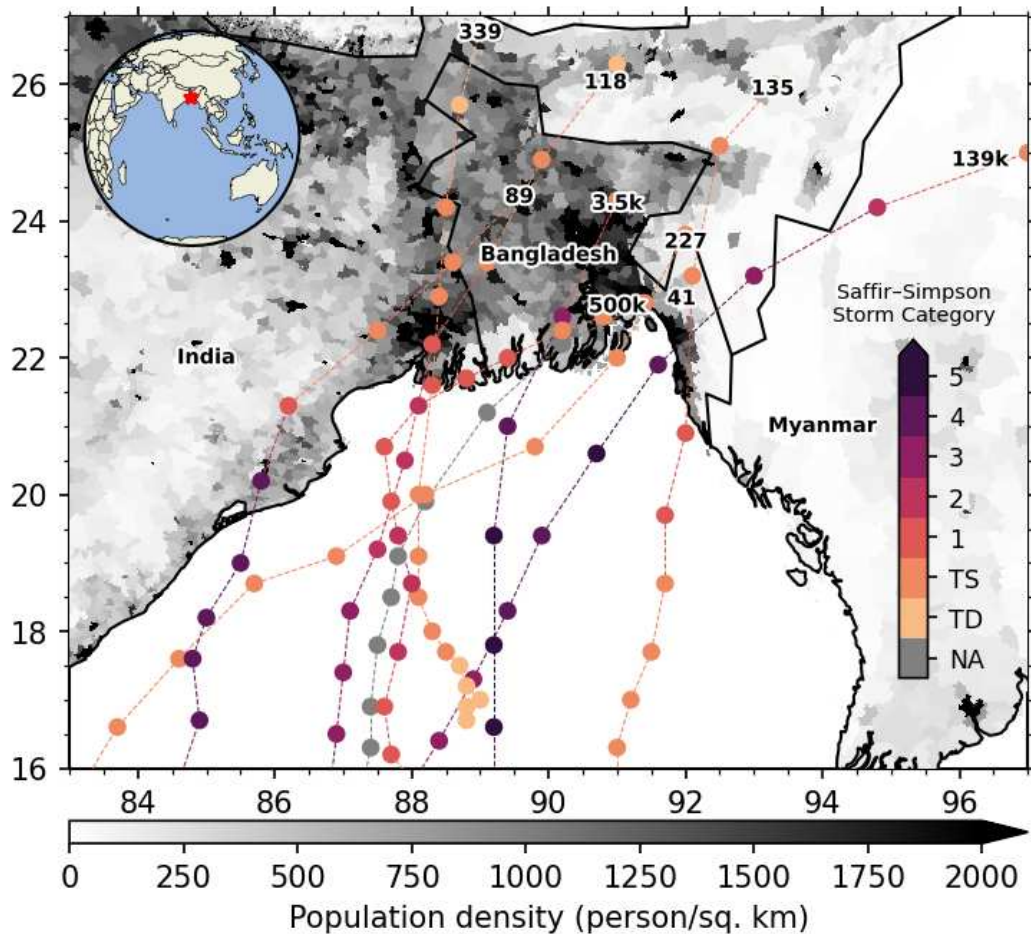 339
26
118
135
139k
89
3.5k
24
227
Bangladesh
41
500k
Saffir–Simpson
Storm Category
22
India
5
4
Myanmar
3
20
2
1
TS
18
TD
NA
16
84 86 88 90 92 94 96
0 250 500 750 1000 1250 1500 1750 2000
Population density (person/sq. km)